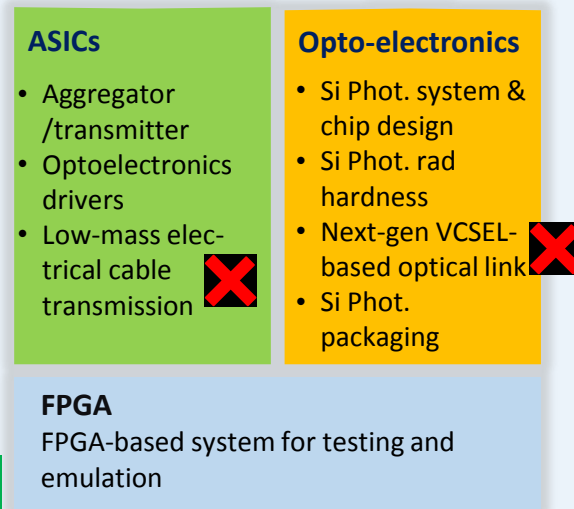 ASICs
• Aggregator
/transmitter
• Optoelectronics
drivers
• Low-mass elec-
trical cable
transmission
Opto-electronics
• Si Phot. system &
chip design
• Si Phot. rad
hardness
• Next-gen VCSEL-
based optical link
• Si Phot.
packaging
FPGA
FPGA-based system for testing and
emulation